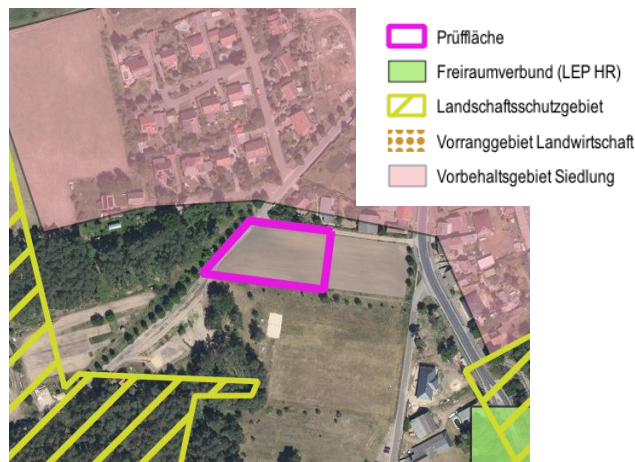 Prüffläche
Freiraumverbund (LEP HR)
Landschaftsschutzgebiet
Vorranggebiet Landwirtschaft
Vorbehaltsgebiet Siedlung